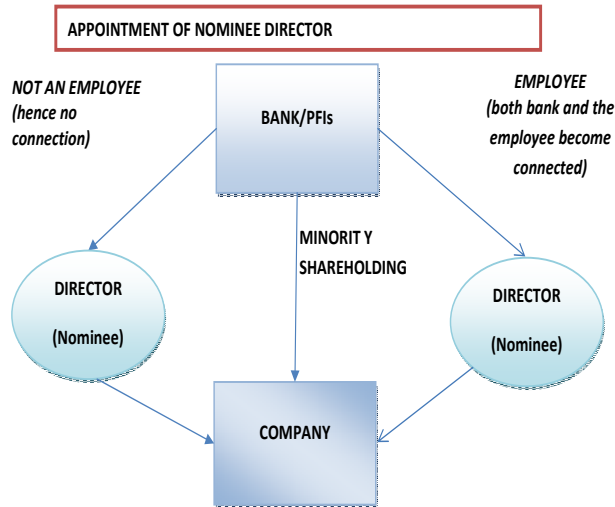 APPOINTMENT OF NOMINEE DIRECTOR
NOT AN EMPLOYEE
(hence no
connection)
BANK/PFIs
EMPLOYEE
(both bank and the
employee become
connected)
MINORIT Y
SHAREHOLDING
DIRECTOR
(Nominee)
DIRECTOR
(Nominee)
COMPANY